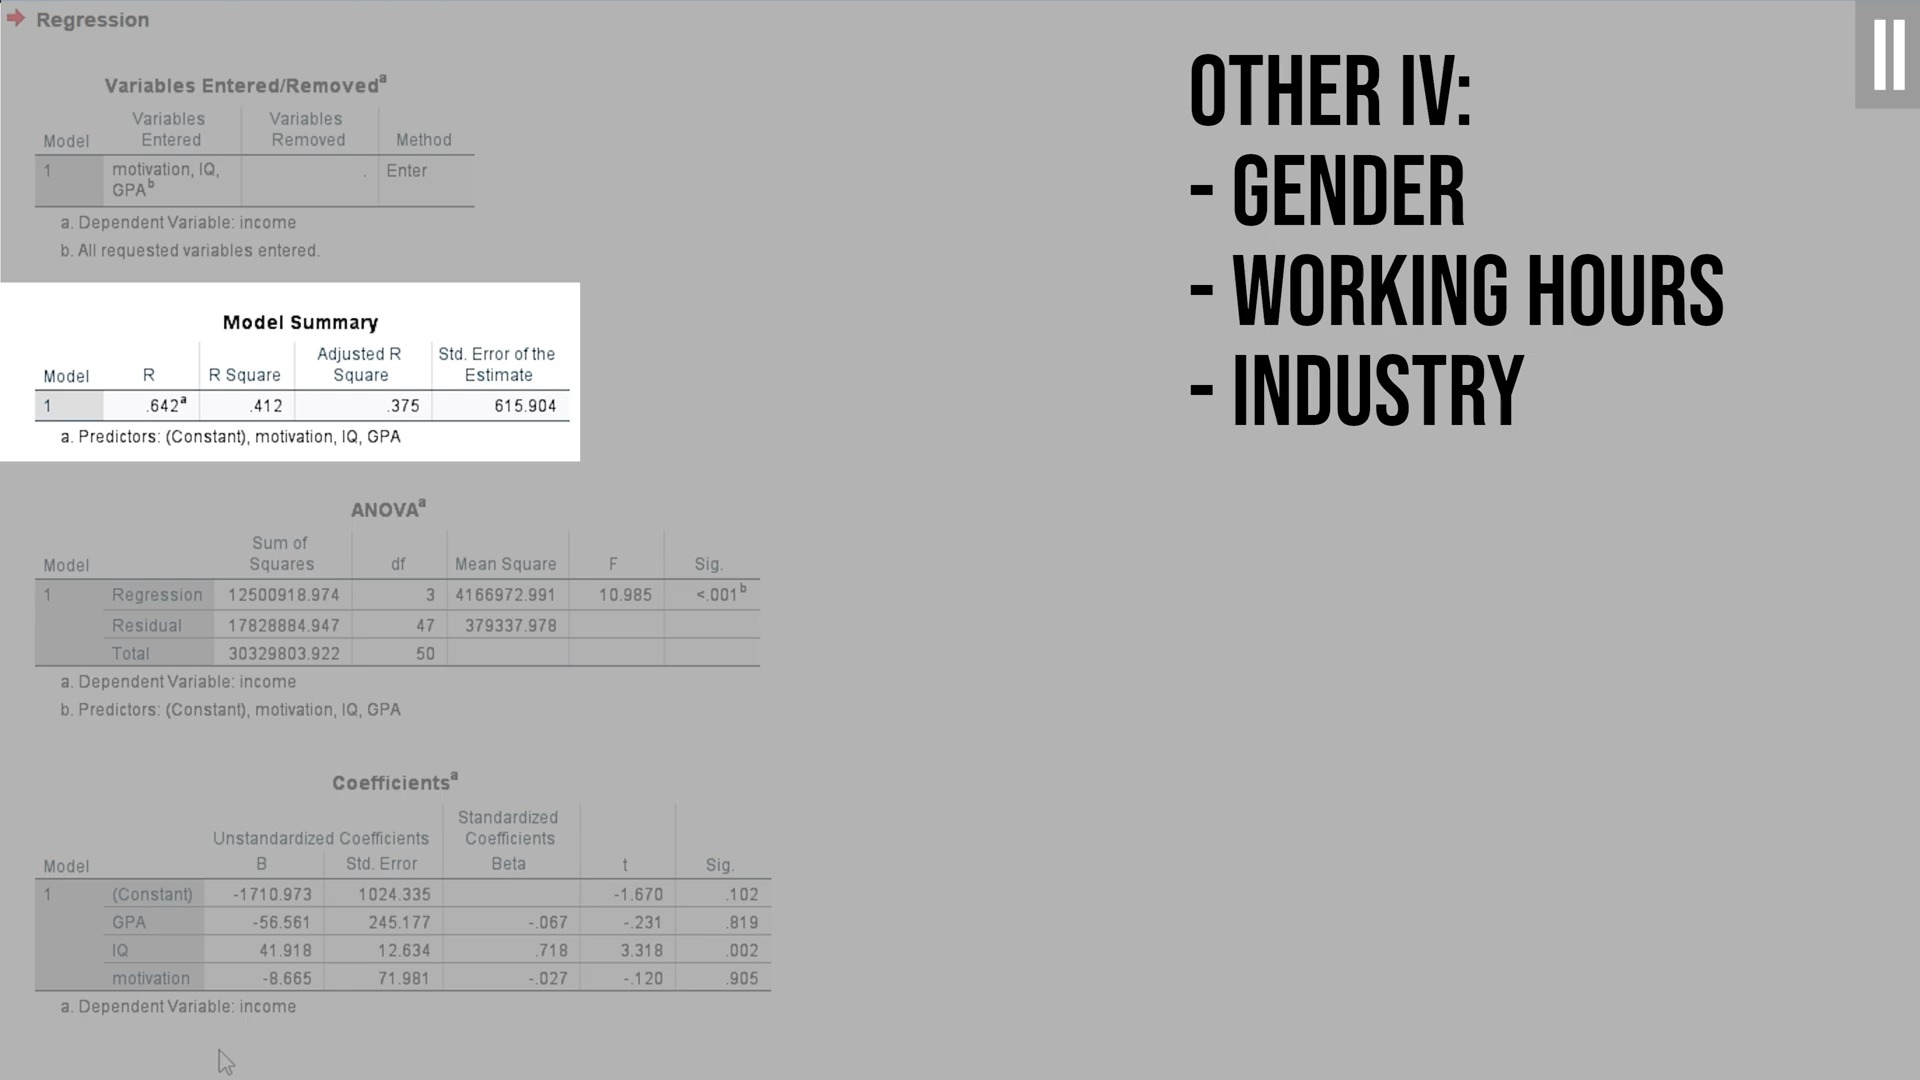 Regression
OTHER IV:
- GENDER
- WORKING HOURS
- INDUSTRY
Variables Entered/Removedᵃ
Model Variables Entered Variables Removed Method
1 motivation, IQ, GPAᵇ . Enter
a. Dependent Variable: income
b. All requested variables entered.
Model Summary
Model R R Square Adjusted R Square Std. Error of the Estimate
1 .642ᵃ .412 .375 615.904
a. Predictors: (Constant), motivation, IQ, GPA
ANOVAᵃ
Model Sum of Squares df Mean Square F Sig.
1 Regression 12500918.974 3 4166972.991 10.985 <.001ᵇ
Residual 17828884.947 47 379337.978
Total 30329803.922 50
a. Dependent Variable: income
b. Predictors: (Constant), motivation, IQ, GPA
Coefficientsᵃ
Unstandardized Coefficients Standardized Coefficients
Model B Std. Error Beta t Sig.
1 (Constant) -1710.973 1024.335 -1.670 .102
GPA -56.561 245.177 -.067 -.231 .819
IQ 41.918 12.634 .718 3.318 .002
motivation -8.665 71.981 -.027 -.120 .905
a. Dependent Variable: income